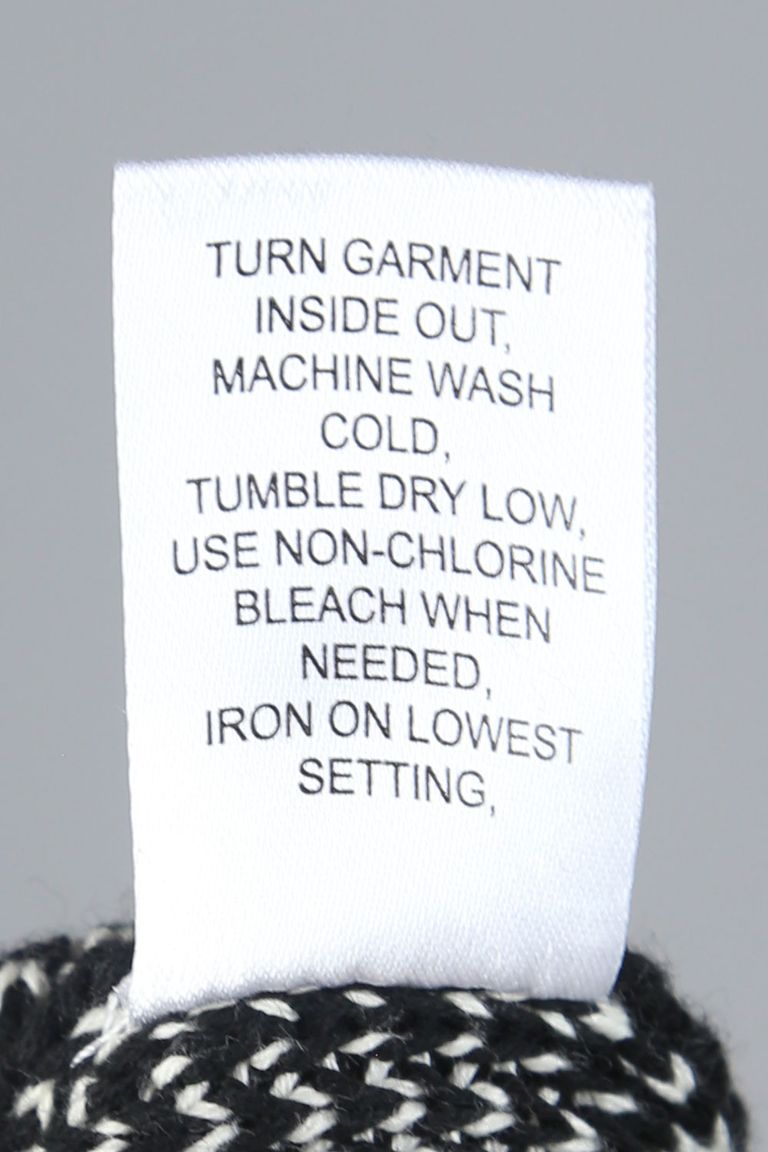 TURN GARMENT
INSIDE OUT,
MACHINE WASH
COLD,
TUMBLE DRY LOW,
USE NON-CHLORINE
BLEACH WHEN
NEEDED,
IRON ON LOWEST
SETTING,